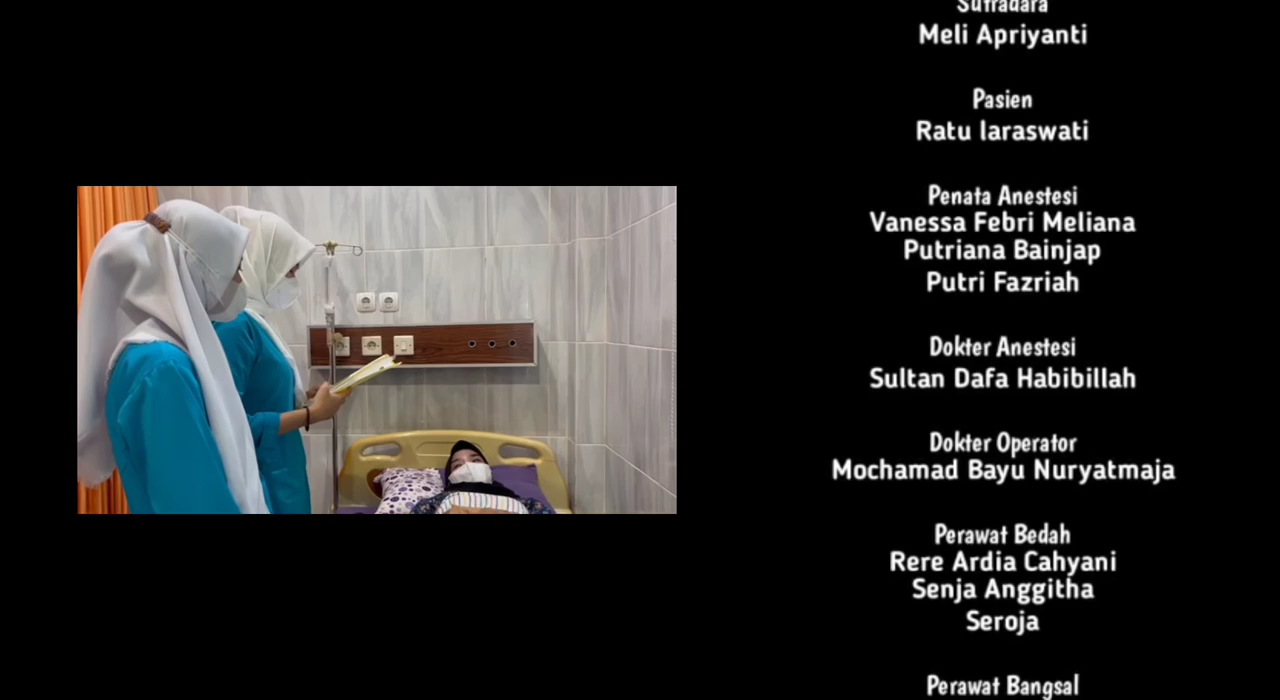 Sutradara
Meli Apriyanti
Pasien
Ratu laraswati
Penata Anestesi
Vanessa Febri Meliana
Putriana Bainjap
Putri Fazriah
Dokter Anestesi
Sultan Dafa Habibillah
Dokter Operator
Mochamad Bayu Nuryatmaja
Perawat Bedah
Rere Ardia Cahyani
Senja Anggitha
Seroja
Perawat Bangsal